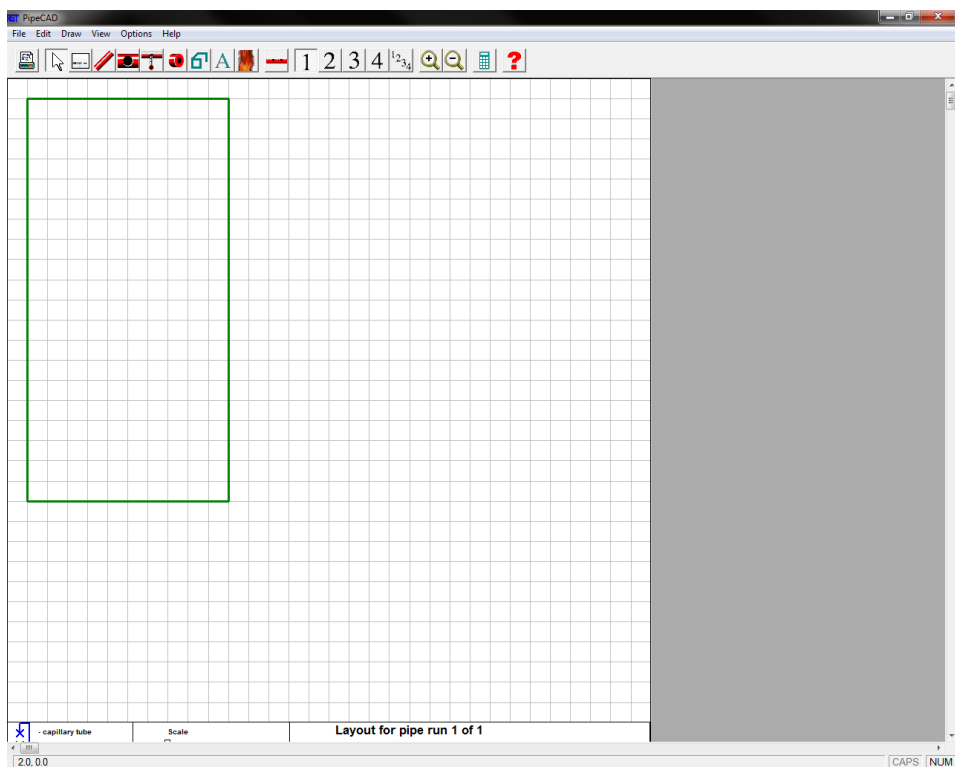 PipeCAD
File Edit Draw View Options Help
A 1 2 3 4 1234 ?
- capillary tube Scale Layout for pipe run 1 of 1
2.0, 0.0 CAPS NUM